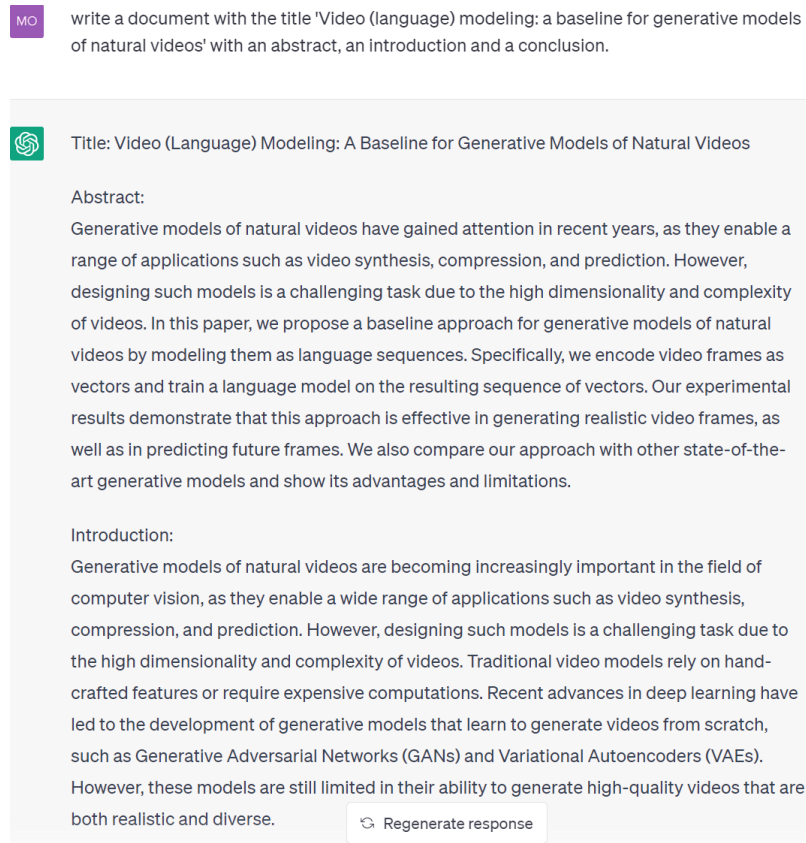 MO
write a document with the title 'Video (language) modeling: a baseline for generative models
of natural videos' with an abstract, an introduction and a conclusion.
Title: Video (Language) Modeling: A Baseline for Generative Models of Natural Videos
Abstract:
Generative models of natural videos have gained attention in recent years, as they enable a
range of applications such as video synthesis, compression, and prediction. However,
designing such models is a challenging task due to the high dimensionality and complexity
of videos. In this paper, we propose a baseline approach for generative models of natural
videos by modeling them as language sequences. Specifically, we encode video frames as
vectors and train a language model on the resulting sequence of vectors. Our experimental
results demonstrate that this approach is effective in generating realistic video frames, as
well as in predicting future frames. We also compare our approach with other state-of-the-
art generative models and show its advantages and limitations.
Introduction:
Generative models of natural videos are becoming increasingly important in the field of
computer vision, as they enable a wide range of applications such as video synthesis,
compression, and prediction. However, designing such models is a challenging task due to
the high dimensionality and complexity of videos. Traditional video models rely on hand-
crafted features or require expensive computations. Recent advances in deep learning have
led to the development of generative models that learn to generate videos from scratch,
such as Generative Adversarial Networks (GANs) and Variational Autoencoders (VAEs).
However, these models are still limited in their ability to generate high-quality videos that are
both realistic and diverse.
Regenerate response